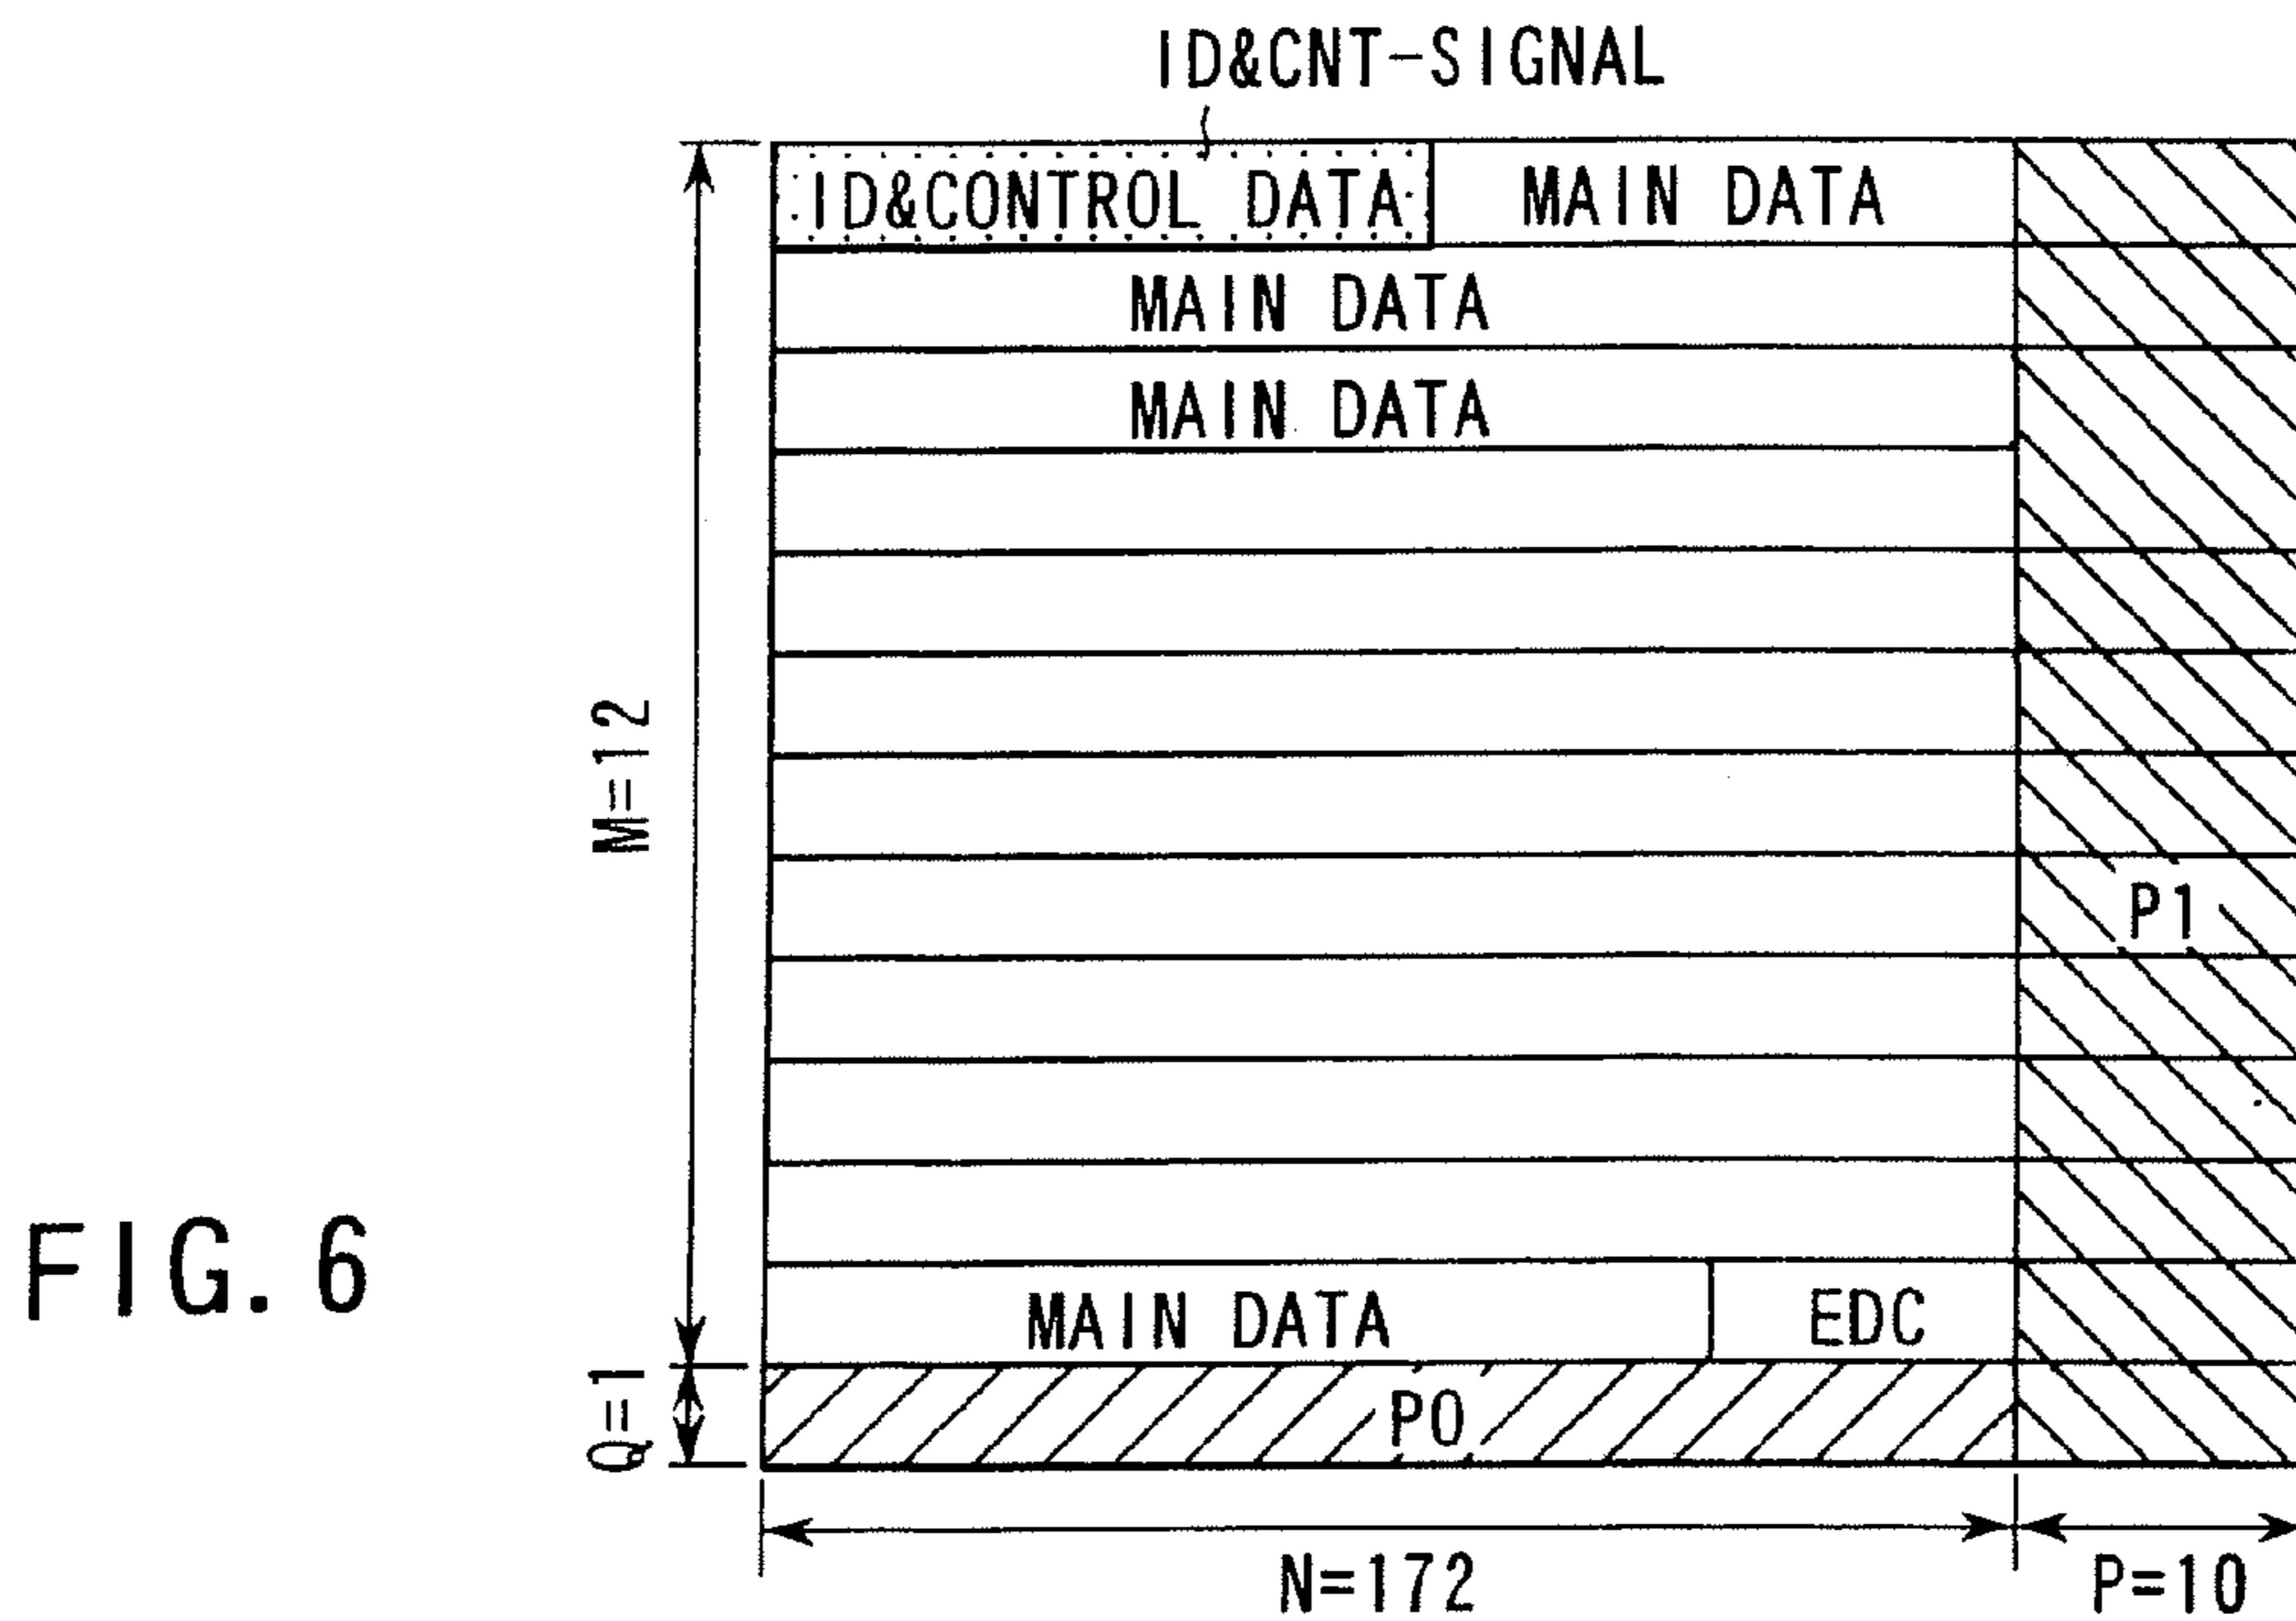 ID&CNT-SIGNAL
ID&CONTROL DATA MAIN DATA
MAIN DATA
MAIN DATA
M=12
P1
FIG. 6
MAIN DATA EDC
Q=1
PO
N=172 P=10